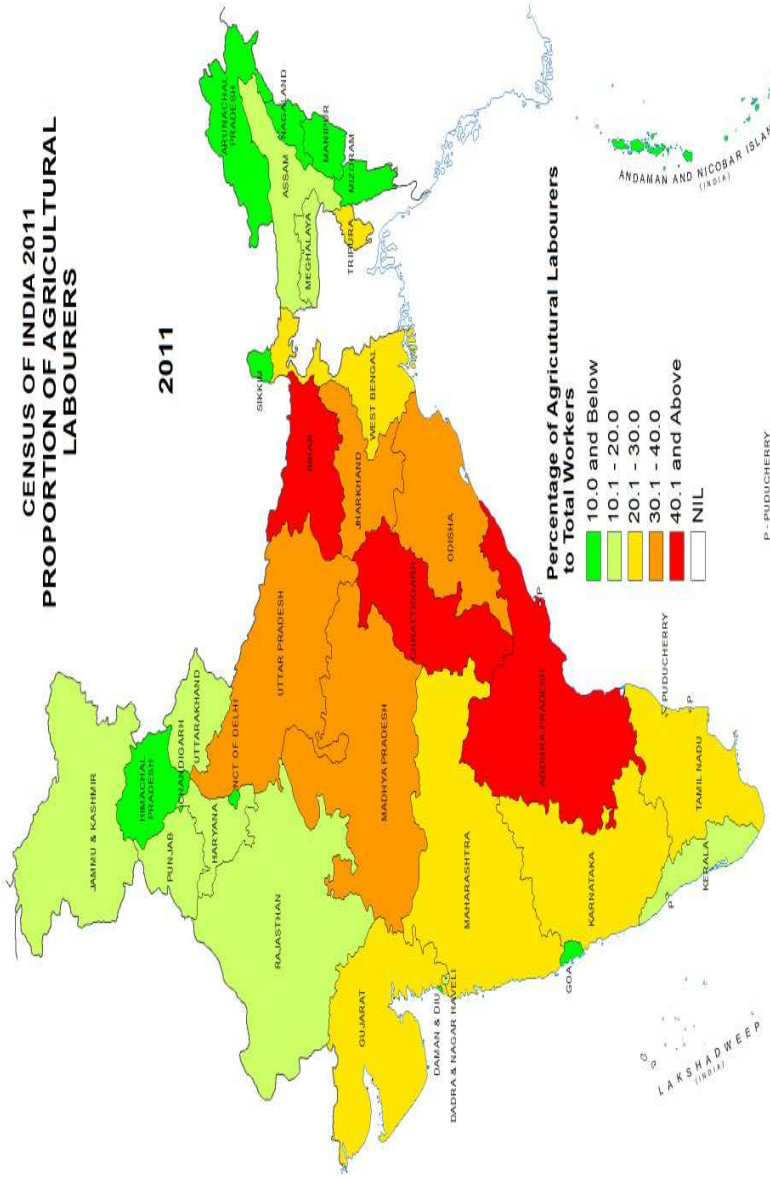 CENSUS OF INDIA 2011
PROPORTION OF AGRICULTURAL
LABOURERS
2011
JAMMU & KASHMIR
HIMACHAL
PRADESH
PUNJAB
CHANDIGARH
UTTARAKHAND
HARYANA
NCT OF DELHI
RAJASTHAN
UTTAR PRADESH
BIHAR
SIKKIM
ARUNACHAL
PRADESH
NAGALAND
MANIPUR
MIZORAM
TRIPURA
MEGHALAYA
ASSAM
WEST BENGAL
JHARKHAND
ODISHA
CHHATTISGARH
MADHYA PRADESH
GUJARAT
DAMAN & DIU
DADRA & NAGAR HAVELI
MAHARASHTRA
ANDHRA PRADESH
P
KARNATAKA
GOA
P
KERALA
TAMIL NADU
PUDUCHERRY
P
LAKSHADWEEP
(INDIA)
ANDAMAN AND NICOBAR ISLAN
(INDIA)
Percentage of Agricutural Labourers
to Total Workers
10.0 and Below
10.1 - 20.0
20.1 - 30.0
30.1 - 40.0
40.1 and Above
NIL
P - PUDUCHERRY